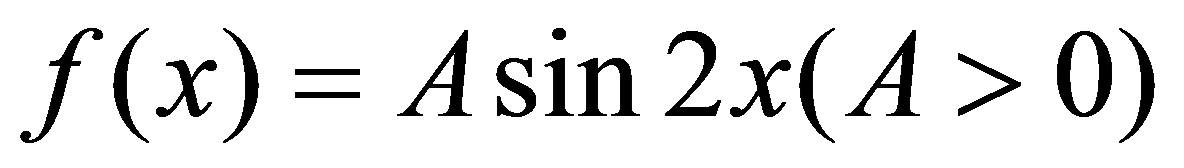 f(x) = A sin 2x(A > 0)